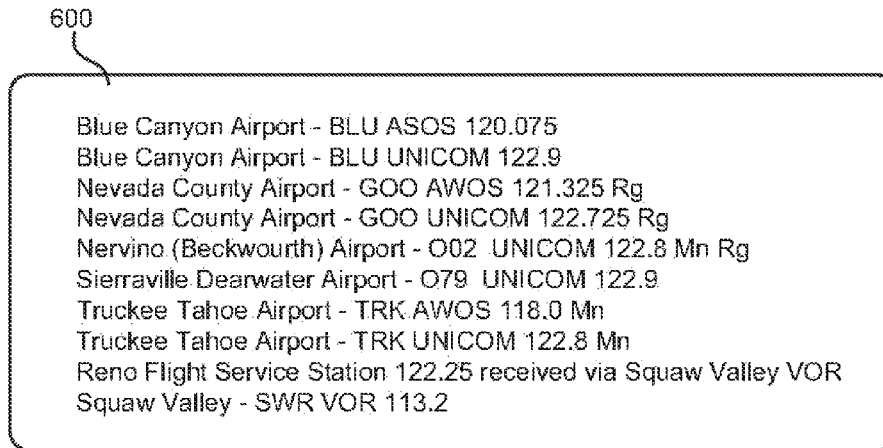 600
Blue Canyon Airport - BLU ASOS 120.075
Blue Canyon Airport - BLU UNICOM 122.9
Nevada County Airport - GOO AWOS 121.325 Rg
Nevada County Airport - GOO UNICOM 122.725 Rg
Nervino (Beckwourth) Airport - O02 UNICOM 122.8 Mn Rg
Sierraville Dearwater Airport - O79 UNICOM 122.9
Truckee Tahoe Airport - TRK AWOS 118.0 Mn
Truckee Tahoe Airport - TRK UNICOM 122.8 Mn
Reno Flight Service Station 122.25 received via Squaw Valley VOR
Squaw Valley - SWR VOR 113.2